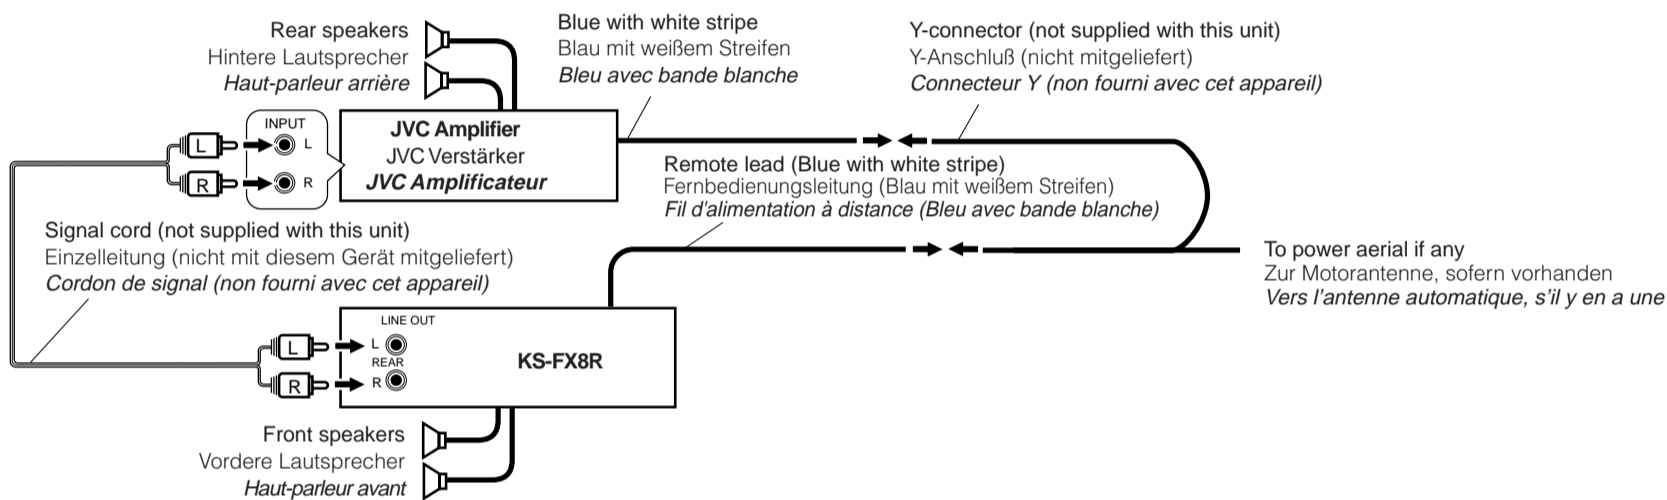 Rear speakers
Hintere Lautsprecher
Haut-parleur arrière
Blue with white stripe
Blau mit weißem Streifen
Bleu avec bande blanche
Y-connector (not supplied with this unit)
Y-Anschluß (nicht mitgeliefert)
Connecteur Y (non fourni avec cet appareil)
INPUT
L
L
R
R
JVC Amplifier
JVC Verstärker
JVC Amplificateur
Remote lead (Blue with white stripe)
Fernbedienungsleitung (Blau mit weißem Streifen)
Fil d'alimentation à distance (Bleu avec bande blanche)
Signal cord (not supplied with this unit)
Einzelleitung (nicht mit diesem Gerät mitgeliefert)
Cordon de signal (non fourni avec cet appareil)
To power aerial if any
Zur Motorantenne, sofern vorhanden
Vers l'antenne automatique, s'il y en a une
LINE OUT
L
L
REAR
R
R
KS-FX8R
Front speakers
Vordere Lautsprecher
Haut-parleur avant